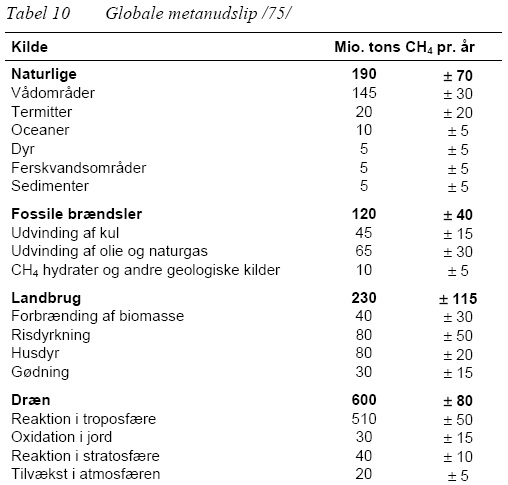 Tabel 10 Globale metanudslip /75/
Kilde Mio. tons CH₄ pr. år
Naturlige 190 ± 70
Vådområder 145 ± 30
Termitter 20 ± 20
Oceaner 10 ± 5
Dyr 5 ± 5
Ferskvandsområder 5 ± 5
Sedimenter 5 ± 5
Fossile brændsler 120 ± 40
Udvinding af kul 45 ± 15
Udvinding af olie og naturgas 65 ± 30
CH₄ hydrater og andre geologiske kilder 10 ± 5
Landbrug 230 ± 115
Forbrænding af biomasse 40 ± 30
Risdyrkning 80 ± 50
Husdyr 80 ± 20
Gødning 30 ± 15
Dræn 600 ± 80
Reaktion i troposfære 510 ± 50
Oxidation i jord 30 ± 15
Reaktion i stratosfære 40 ± 10
Tilvækst i atmosfæren 20 ± 5